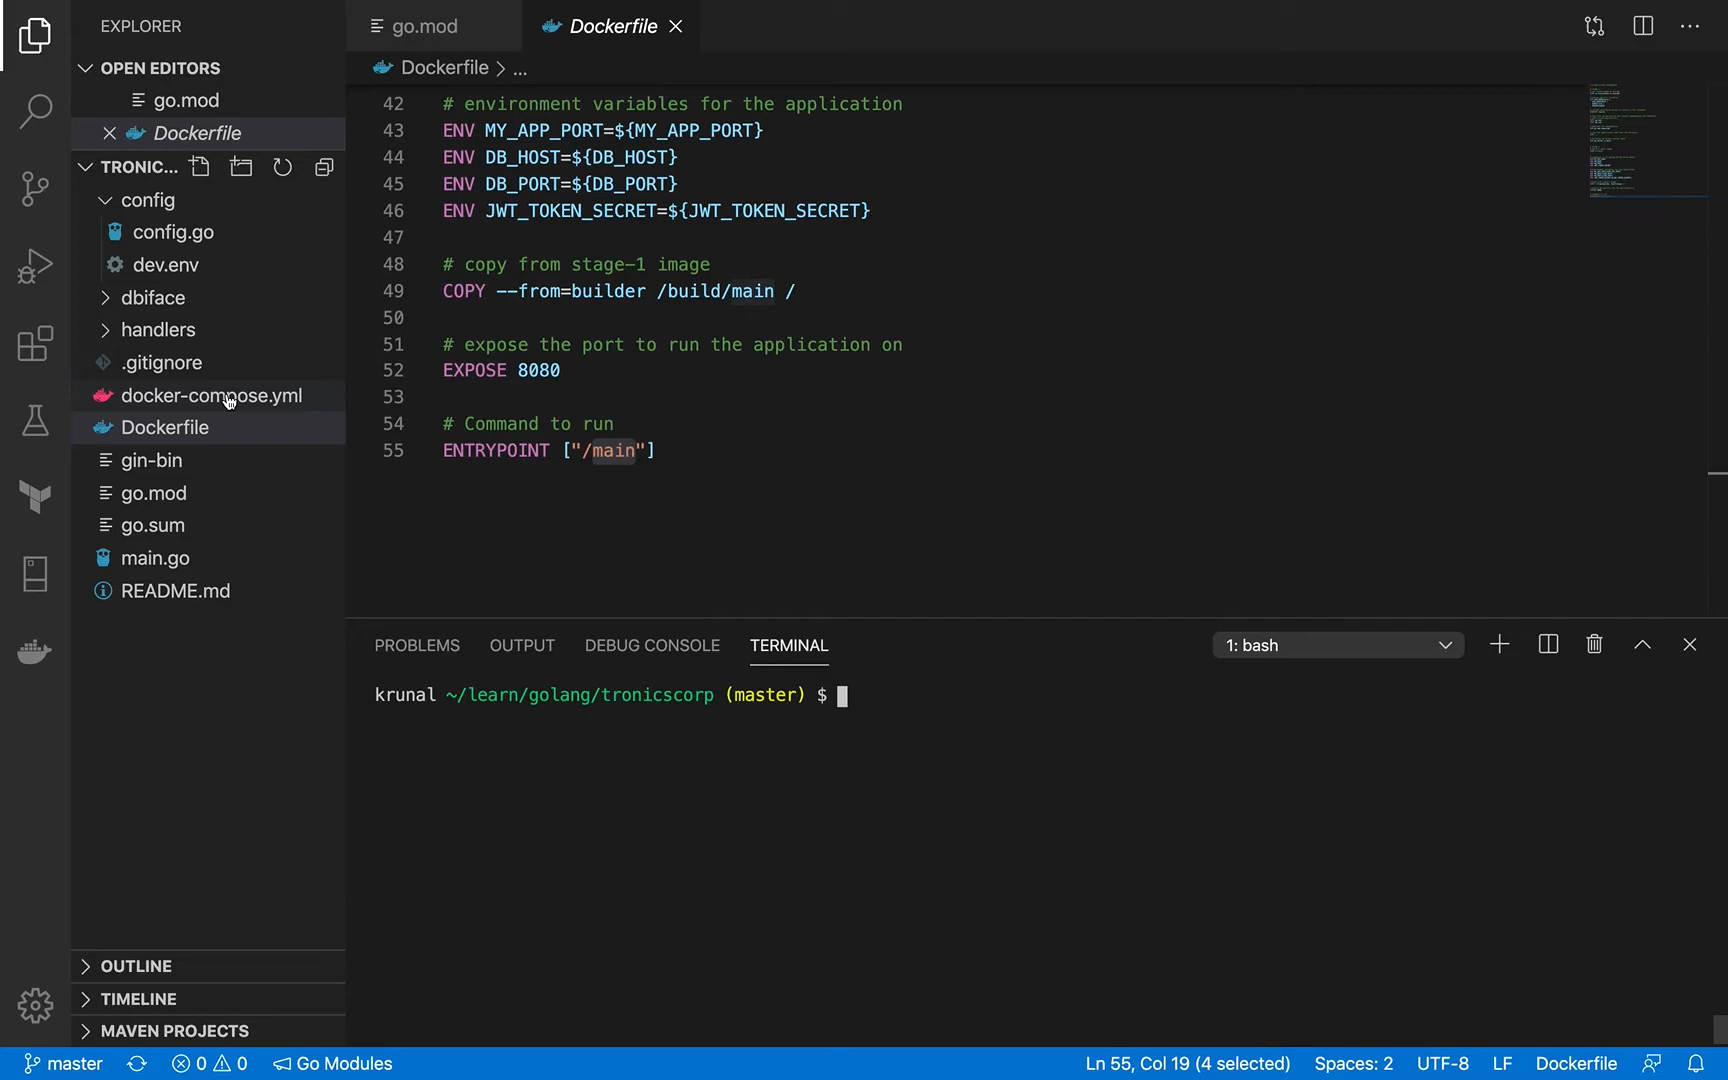 EXPLORER
OPEN EDITORS
go.mod
Dockerfile
TRONIC...
config
config.go
dev.env
dbiface
handlers
.gitignore
docker-compose.yml
Dockerfile
gin-bin
go.mod
go.sum
main.go
README.md
OUTLINE
TIMELINE
MAVEN PROJECTS
go.mod
Dockerfile
Dockerfile > ...
42 # environment variables for the application
43 ENV MY_APP_PORT=${MY_APP_PORT}
44 ENV DB_HOST=${DB_HOST}
45 ENV DB_PORT=${DB_PORT}
46 ENV JWT_TOKEN_SECRET=${JWT_TOKEN_SECRET}
47
48 # copy from stage-1 image
49 COPY --from=builder /build/main /
50
51 # expose the port to run the application on
52 EXPOSE 8080
53
54 # Command to run
55 ENTRYPOINT ["/main"]
PROBLEMS OUTPUT DEBUG CONSOLE TERMINAL 1: bash
krunal ~/learn/golang/tronicscorp (master) $
master 0 0 Go Modules Ln 55, Col 19 (4 selected) Spaces: 2 UTF-8 LF Dockerfile